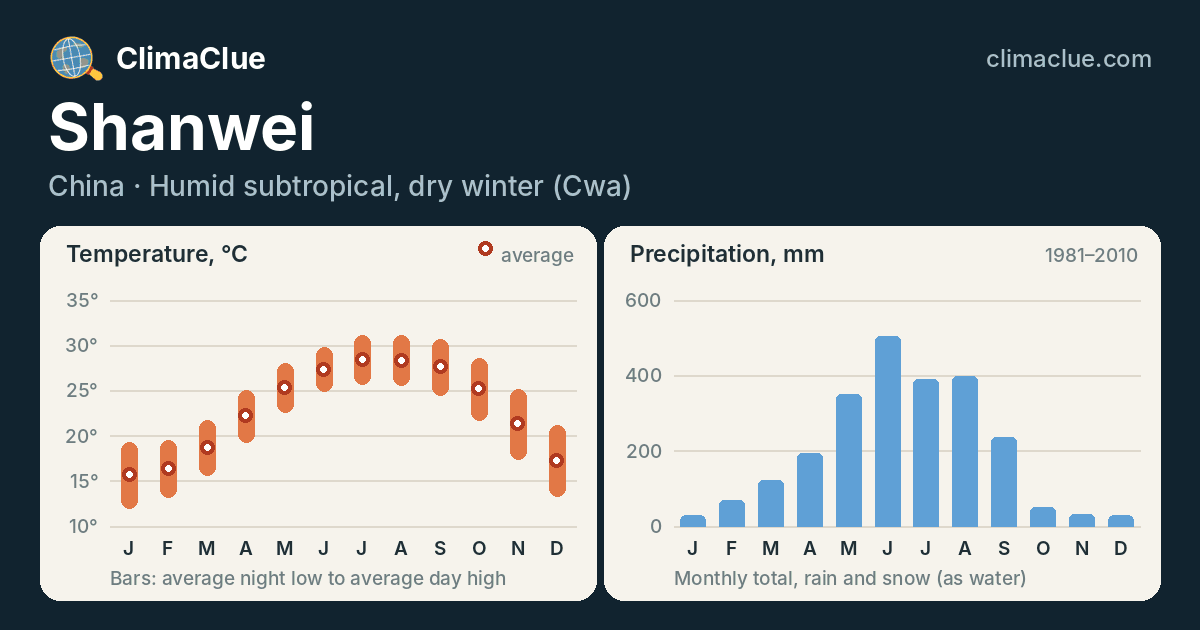 ClimaClue
climaclue.com
Shanwei
China · Humid subtropical, dry winter (Cwa)
Temperature, °C
average
35°
30°
25°
20°
15°
10°
J F M A M J J A S O N D
Bars: average night low to average day high
Precipitation, mm
1981–2010
600
400
200
0
J F M A M J J A S O N D
Monthly total, rain and snow (as water)